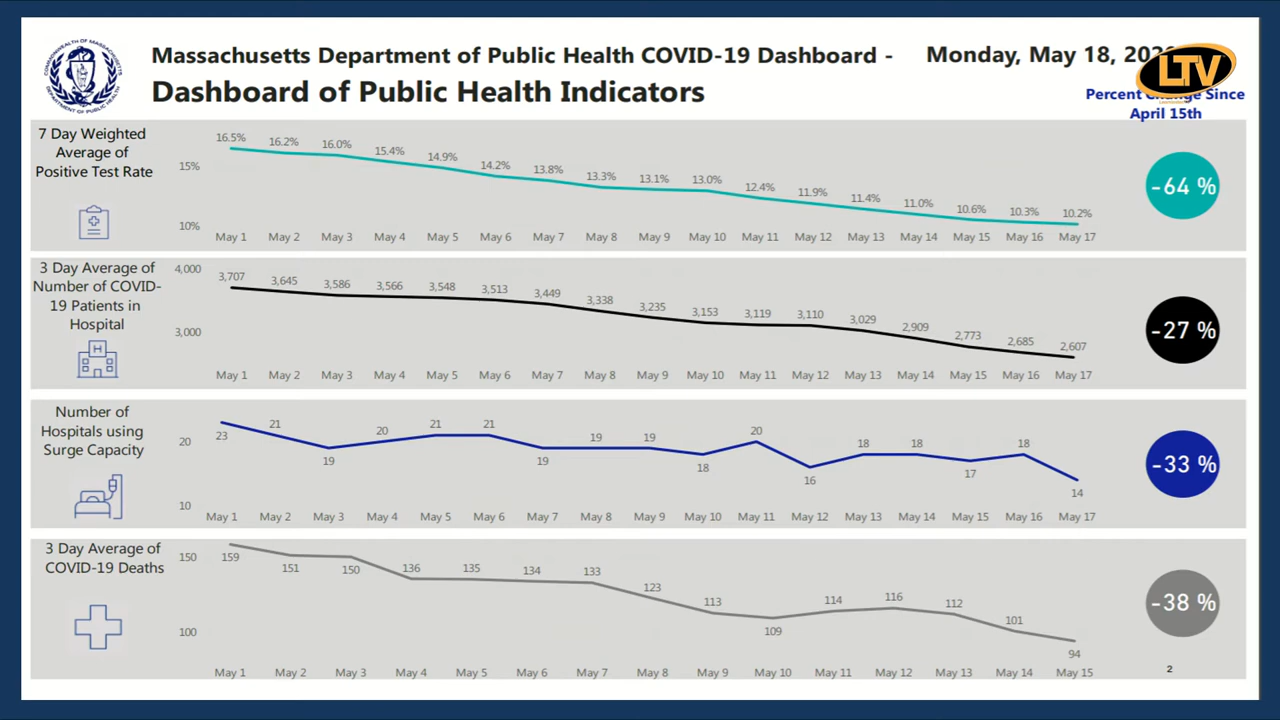 Massachusetts Department of Public Health COVID-19 Dashboard -
Monday, May 18,
Dashboard of Public Health Indicators
LTV
Percent Change Since
April 15th
7 Day Weighted
Average of
Positive Test Rate
15%
10%
16.5% 16.2% 16.0% 15.4% 14.9% 14.2% 13.8% 13.3% 13.1% 13.0% 12.4% 11.9% 11.4% 11.0% 10.6% 10.3% 10.2%
May 1 May 2 May 3 May 4 May 5 May 6 May 7 May 8 May 9 May 10 May 11 May 12 May 13 May 14 May 15 May 16 May 17
-64 %
3 Day Average of
Number of COVID-
19 Patients in
Hospital
H
4,000
3,000
3,707 3,645 3,586 3,566 3,548 3,513 3,449 3,338 3,235 3,153 3,119 3,110 3,029 2,909 2,773 2,685 2,607
May 1 May 2 May 3 May 4 May 5 May 6 May 7 May 8 May 9 May 10 May 11 May 12 May 13 May 14 May 15 May 16 May 17
-27 %
Number of
Hospitals using
Surge Capacity
20
10
23 21 19 20 21 21 19 19 19 18 20 16 18 18 17 18 14
May 1 May 2 May 3 May 4 May 5 May 6 May 7 May 8 May 9 May 10 May 11 May 12 May 13 May 14 May 15 May 16 May 17
-33 %
3 Day Average of
COVID-19 Deaths
150
100
159 151 150 136 135 134 133 123 113 109 114 116 112 101 94
May 1 May 2 May 3 May 4 May 5 May 6 May 7 May 8 May 9 May 10 May 11 May 12 May 13 May 14 May 15
-38 %
2